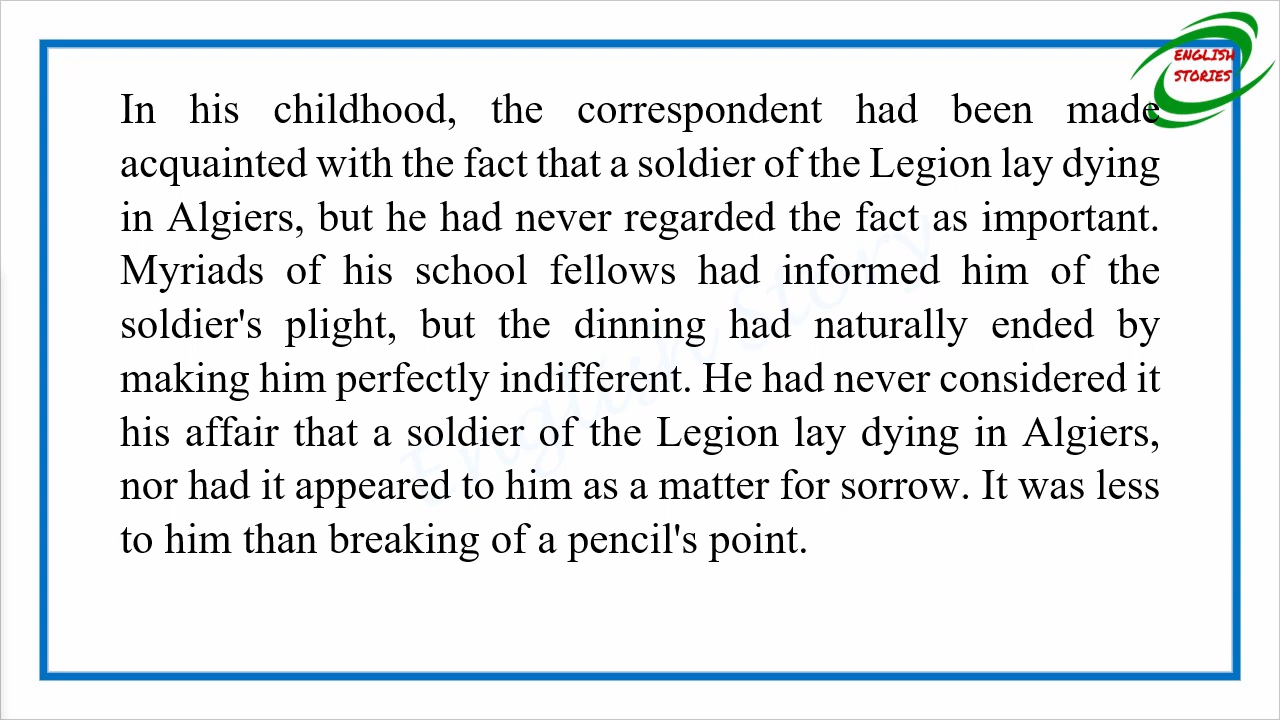 ENGLISH
STORIES
In his childhood, the correspondent had been made
acquainted with the fact that a soldier of the Legion lay dying
in Algiers, but he had never regarded the fact as important.
Myriads of his school fellows had informed him of the
soldier's plight, but the dinning had naturally ended by
making him perfectly indifferent. He had never considered it
his affair that a soldier of the Legion lay dying in Algiers,
nor had it appeared to him as a matter for sorrow. It was less
to him than breaking of a pencil's point.
English Story